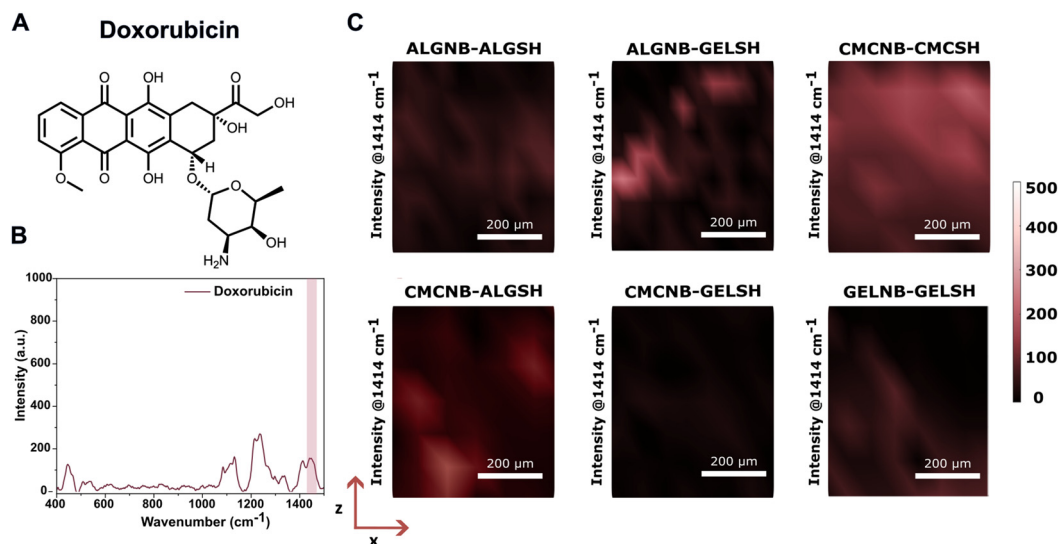 A
Doxorubicin
O
OH
O
OH
OH
O
O
OH
H
O
O
OH
H₂N
B
1000
800
600
400
200
0
Intensity (a.u.)
Doxorubicin
400
600
800
1000
1200
1400
Wavenumber (cm⁻¹)
C
ALGNB-ALGSH
Intensity @1414 cm⁻¹
200 µm
ALGNB-GELSH
Intensity @1414 cm⁻¹
200 µm
CMCNB-CMCSH
Intensity @1414 cm⁻¹
200 µm
CMCNB-ALGSH
Intensity @1414 cm⁻¹
200 µm
CMCNB-GELSH
Intensity @1414 cm⁻¹
200 µm
GELNB-GELSH
Intensity @1414 cm⁻¹
200 µm
500
400
300
200
100
0
z
x